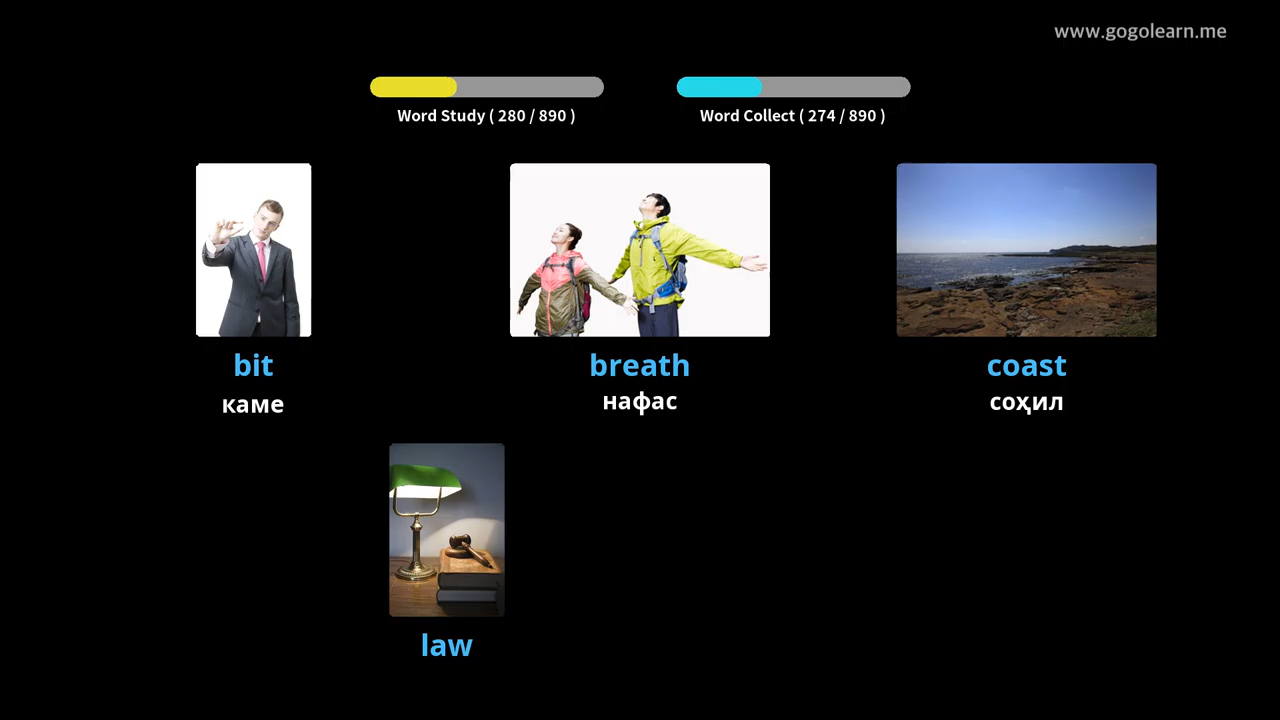 www.gogolearn.me
Word Study ( 280 / 890 )
Word Collect ( 274 / 890 )
bit
каме
breath
нафас
coast
соҳил
law